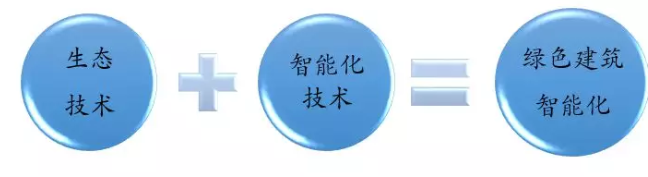 生态
技术
+
智能化
技术
=
绿色建筑
智能化